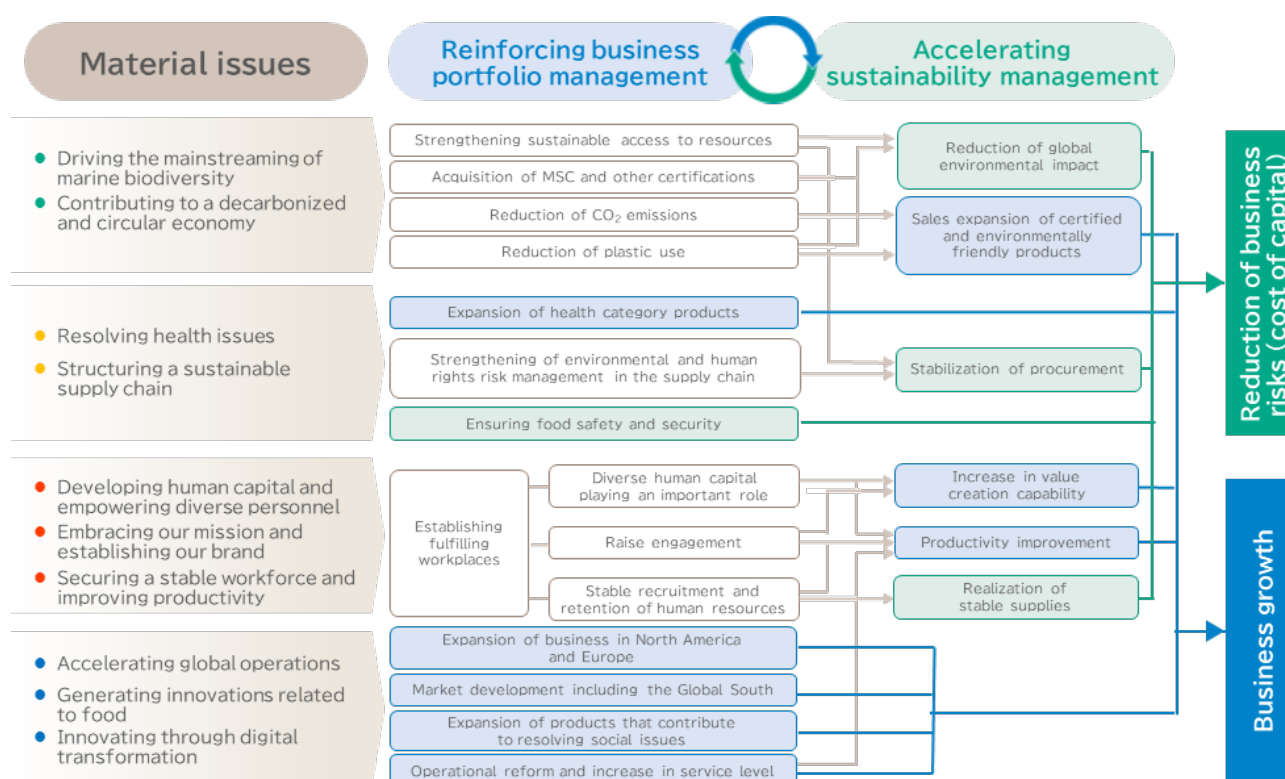 Material issues
Reinforcing business
portfolio management
Accelerating
sustainability management
Driving the mainstreaming of
marine biodiversity
Contributing to a decarbonized
and circular economy
Strengthening sustainable access to resources
Acquisition of MSC and other certifications
Reduction of CO₂ emissions
Reduction of plastic use
Reduction of global
environmental impact
Sales expansion of certified
and environmentally
friendly products
Resolving health issues
Structuring a sustainable
supply chain
Expansion of health category products
Strengthening of environmental and human
rights risk management in the supply chain
Ensuring food safety and security
Stabilization of procurement
Developing human capital and
empowering diverse personnel
Embracing our mission and
establishing our brand
Securing a stable workforce and
improving productivity
Establishing
fulfilling
workplaces
Diverse human capital
playing an important role
Raise engagement
Stable recruitment and
retention of human resources
Increase in value
creation capability
Productivity improvement
Realization of
stable supplies
Accelerating global operations
Generating innovations related
to food
Innovating through digital
transformation
Expansion of business in North America
and Europe
Market development including the Global South
Expansion of products that contribute
to resolving social issues
Operational reform and increase in service level
Reduction of business
risks (cost of capital)
Business growth